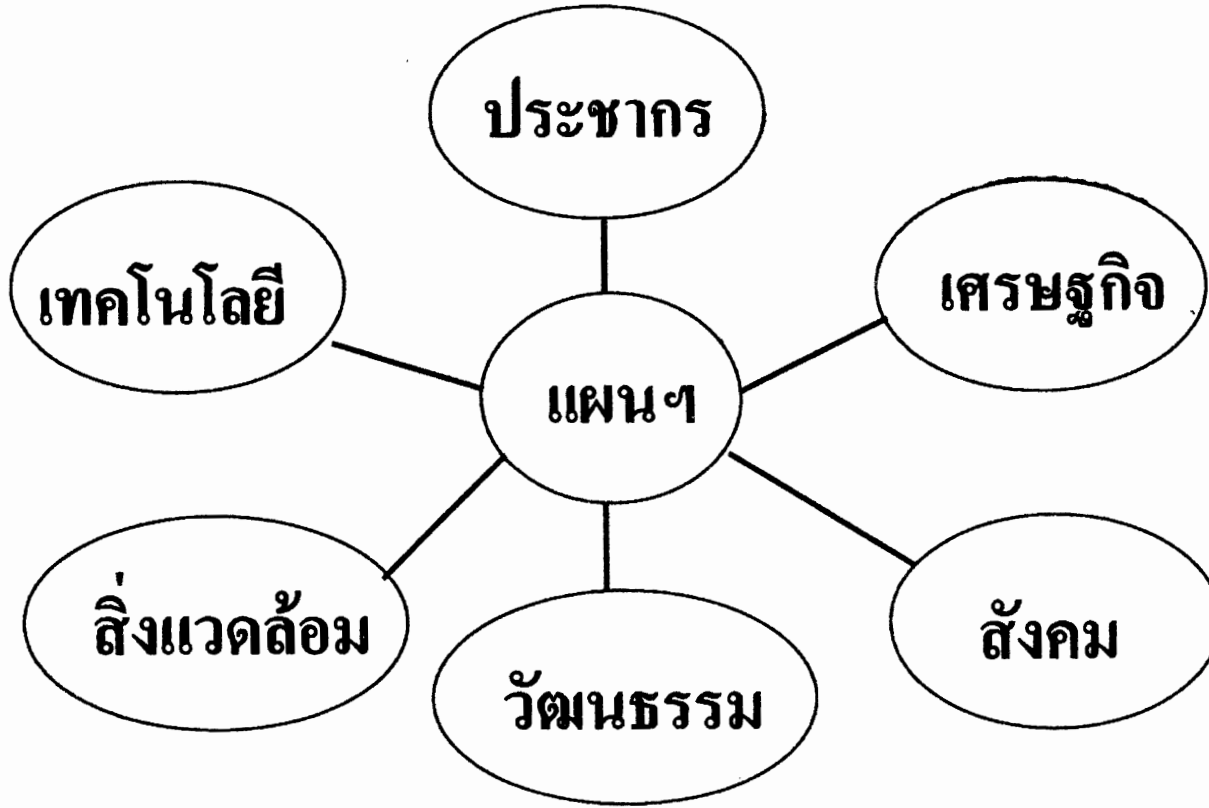 ประชากร
เทคโนโลยี
เศรษฐกิจ
แผนฯ
สิ่งแวดล้อม
สังคม
วัฒนธรรม